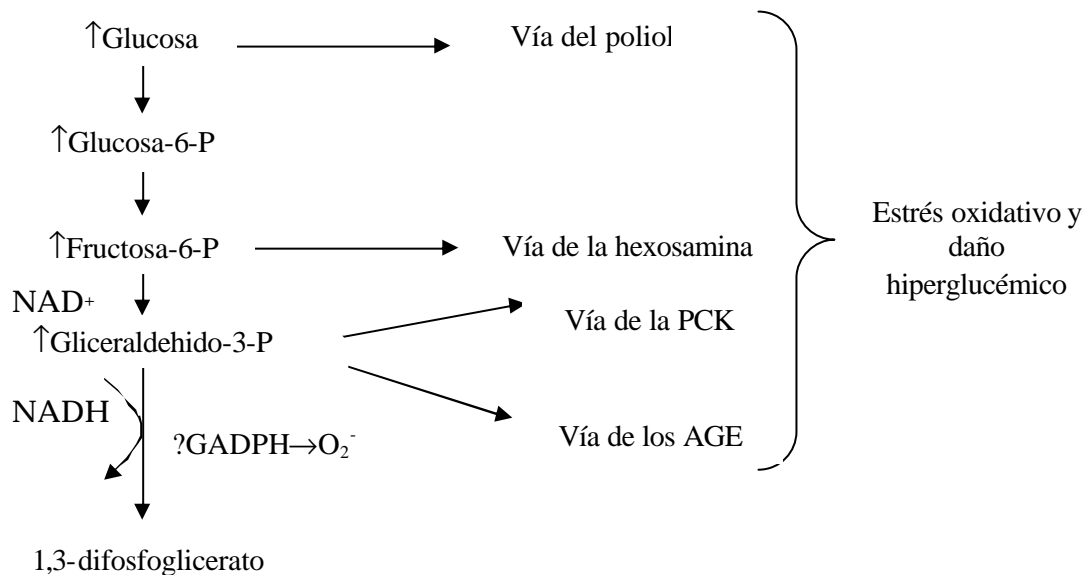 ↑Glucosa
Vía del poliol
↑Glucosa-6-P
Estrés oxidativo y
daño
hiperglucémico
↑Fructosa-6-P
Vía de la hexosamina
NAD+
Vía de la PCK
↑Gliceraldehido-3-P
NADH
Vía de los AGE
?GADPH→O₂⁻
1,3-difosfoglicerato